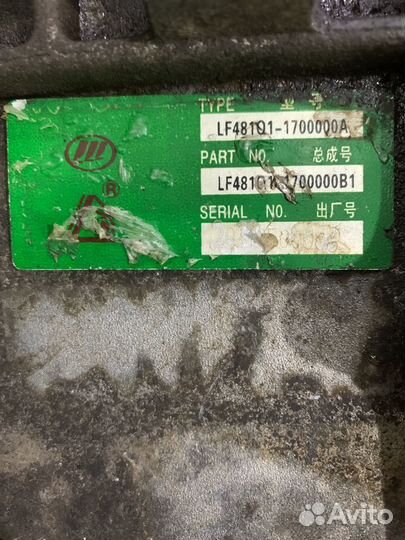 TYPE 型 号
LF481Q1-1700000A
PART NO. 总成号
LF481Q1-1700000B1
SERIAL NO. 出厂号
®
Avito